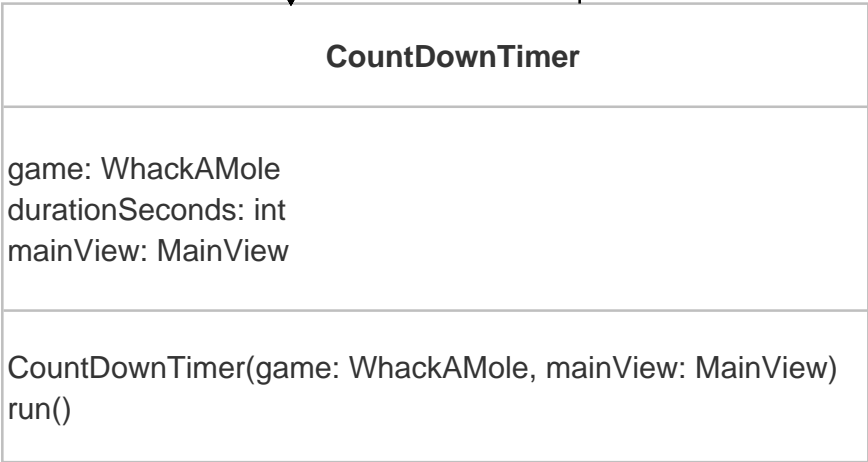 CountDownTimer
game: WhackAMole
durationSeconds: int
mainView: MainView
CountDownTimer(game: WhackAMole, mainView: MainView)
run()